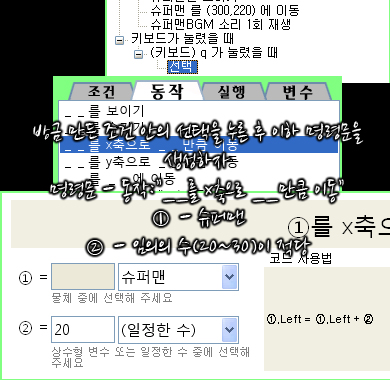 슈퍼맨 를 (300,220) 에 이동
슈퍼맨BGM 소리 1회 재생
키보드가 눌렸을 때
(키보드) q 가 눌렸을 때
선택
조건 동작 실행 변수
_ _ 를 보이기
방금 만든 조건 안의 선택을 누른 후 이하 명령문을
_ _ 를 x축으로 _ _ 만큼 이동
생성하자
_ _ 를 y축으로 이동
명령문 - 동작:"__를 x축으로 __ 만큼 이동"
에 이동
① - 슈퍼맨
①를 x축으
② - 임의의 수(20~30)이 적당
코드 사용법
① = 슈퍼맨
물체 중에 선택해 주세요
①,Left = ①,Left + ②
② = 20 (일정한 수)
상수형 변수 또는 일정한 수 중에 선택해
주세요